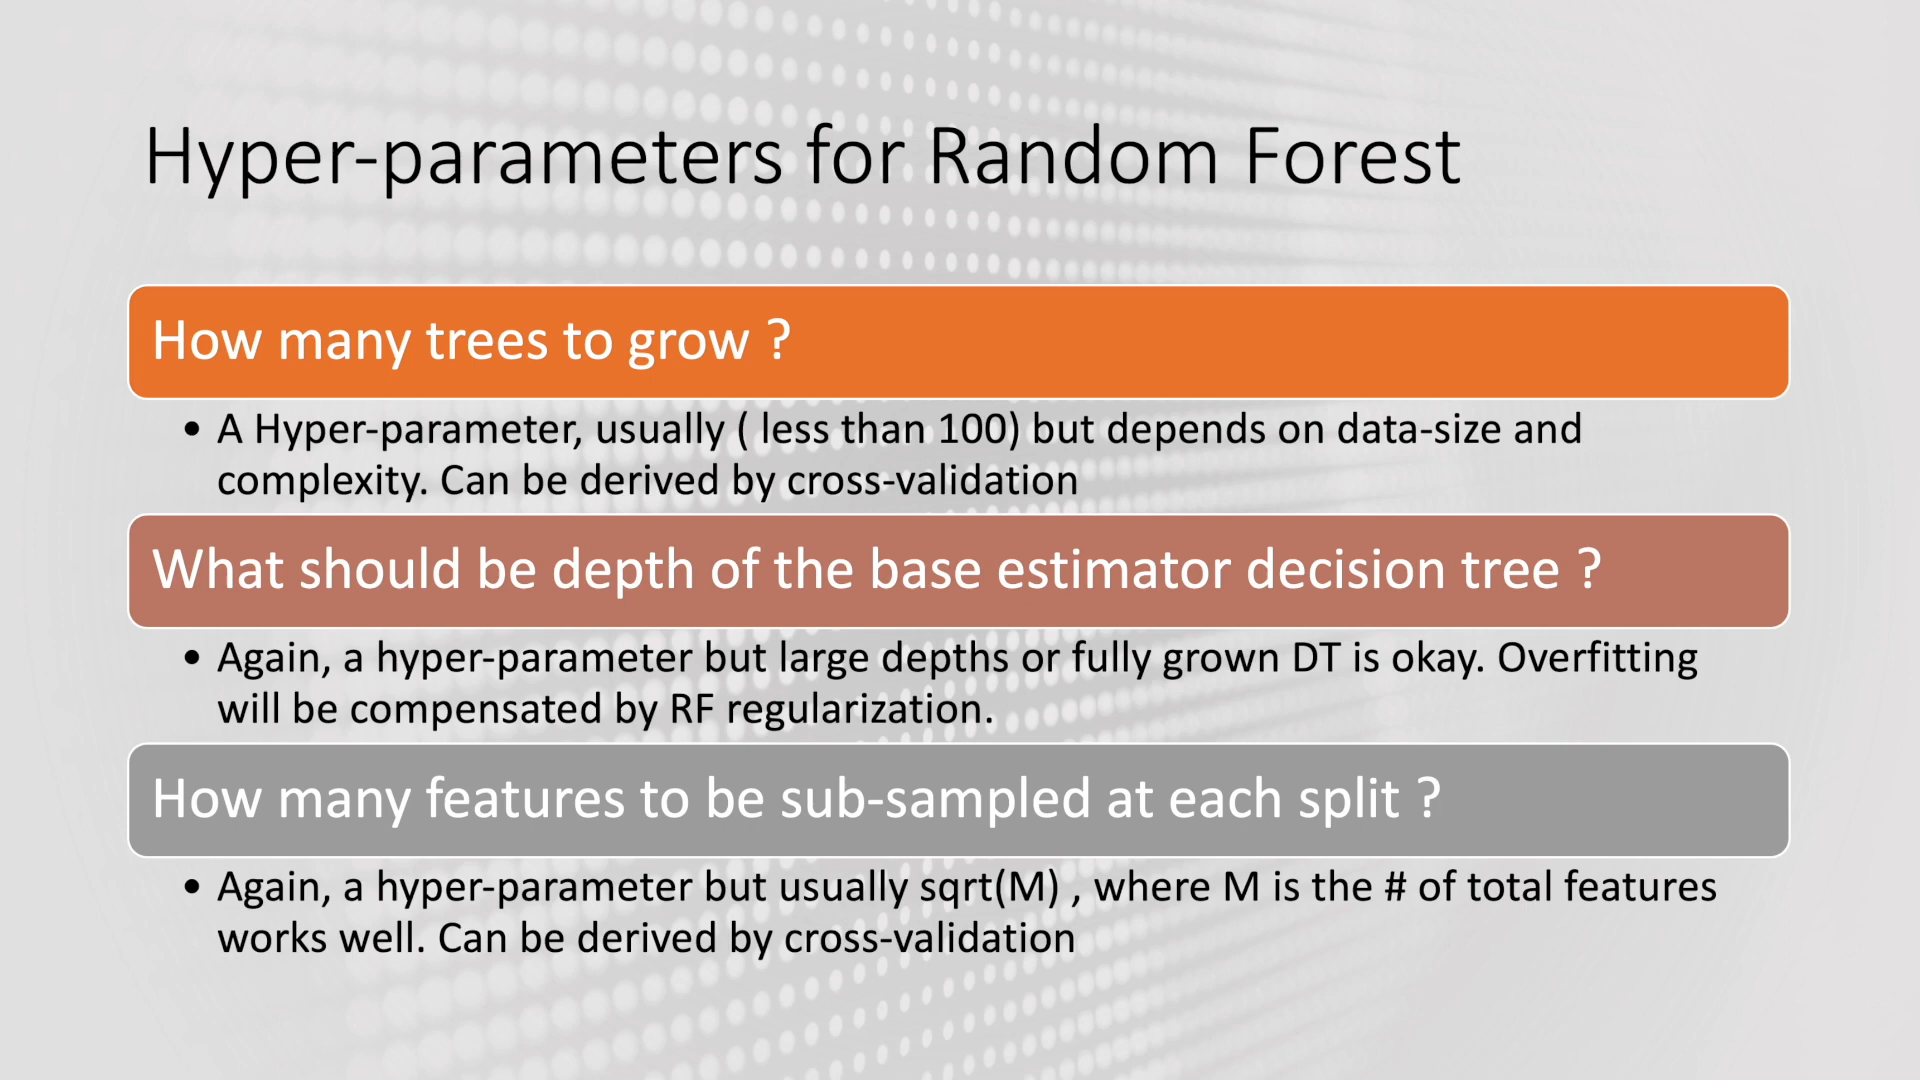 Hyper-parameters for Random Forest
How many trees to grow ?
• A Hyper-parameter, usually ( less than 100) but depends on data-size and
complexity. Can be derived by cross-validation
What should be depth of the base estimator decision tree ?
• Again, a hyper-parameter but large depths or fully grown DT is okay. Overfitting
will be compensated by RF regularization.
How many features to be sub-sampled at each split ?
• Again, a hyper-parameter but usually sqrt(M) , where M is the # of total features
works well. Can be derived by cross-validation